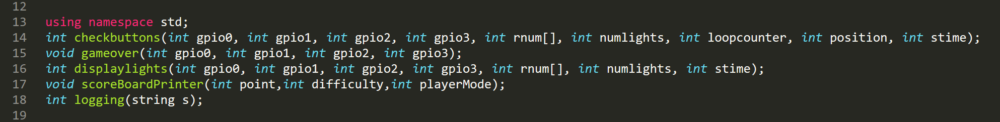 12
13 using namespace std;
14 int checkbuttons(int gpio0, int gpio1, int gpio2, int gpio3, int rnum[], int numlights, int loopcounter, int position, int stime);
15 void gameover(int gpio0, int gpio1, int gpio2, int gpio3);
16 int displaylights(int gpio0, int gpio1, int gpio2, int gpio3, int rnum[], int numlights, int stime);
17 void scoreBoardPrinter(int point,int difficulty,int playerMode);
18 int logging(string s);
19